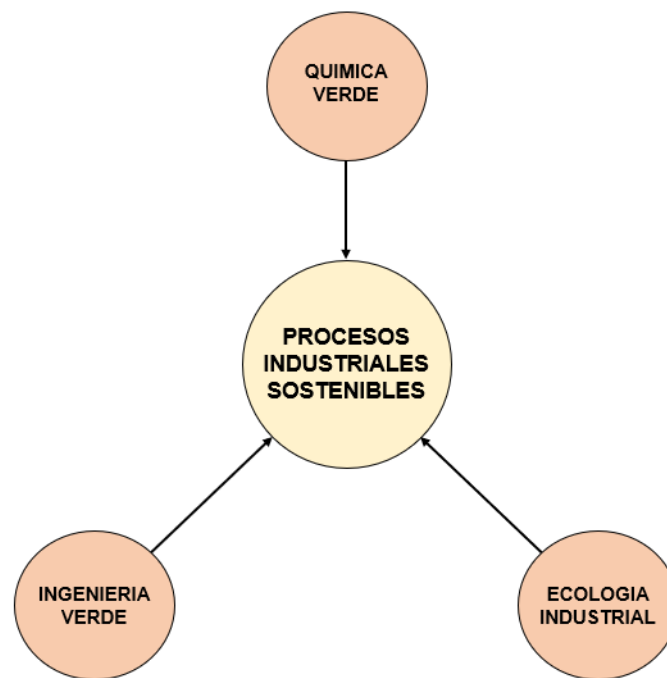 QUIMICA
VERDE
PROCESOS
INDUSTRIALES
SOSTENIBLES
INGENIERIA
VERDE
ECOLOGIA
INDUSTRIAL